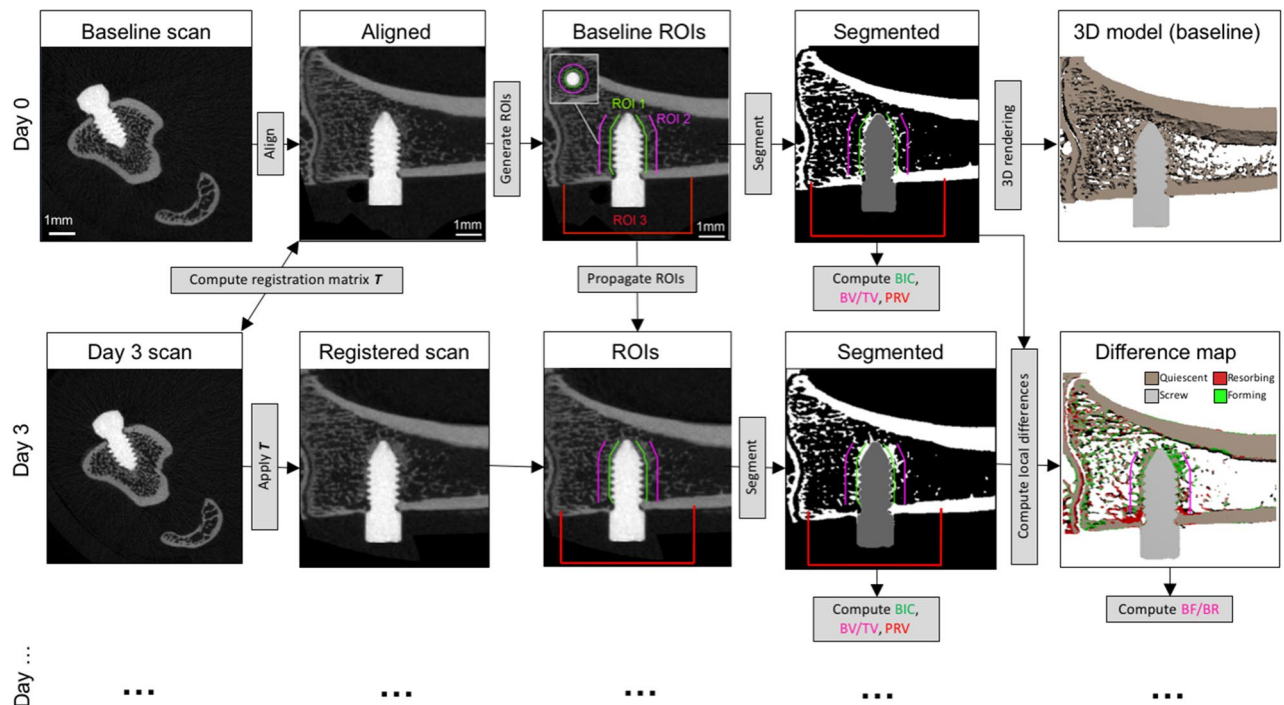 Day 0
Baseline scan
1mm
Align
Aligned
1mm
Generate ROIs
Baseline ROIs
ROI 1
ROI 2
ROI 3
1mm
Segment
Segmented
3D rendering
3D model (baseline)
Compute registration matrix T
Propagate ROIs
Compute BIC,
BV/TV, PRV
Day 3
Day 3 scan
Apply T
Registered scan
ROIs
Segment
Segmented
Compute local differences
Difference map
Quiescent
Resorbing
Screw
Forming
Compute BIC,
BV/TV, PRV
Compute BF/BR
Day ...
... ... ... ... ...